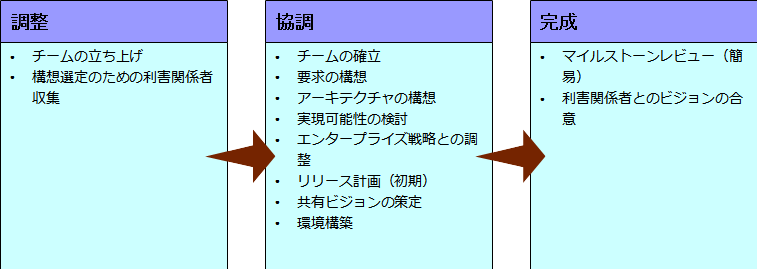 調整
• チームの立ち上げ
• 構想選定のための利害関係者
収集
協調
• チームの確立
• 要求の構想
• アーキテクチャの構想
• 実現可能性の検討
• エンタープライズ戦略との調
整
• リリース計画（初期）
• 共有ビジョンの策定
• 環境構築
完成
• マイルストーンレビュー（簡
易）
• 利害関係者とのビジョンの合
意